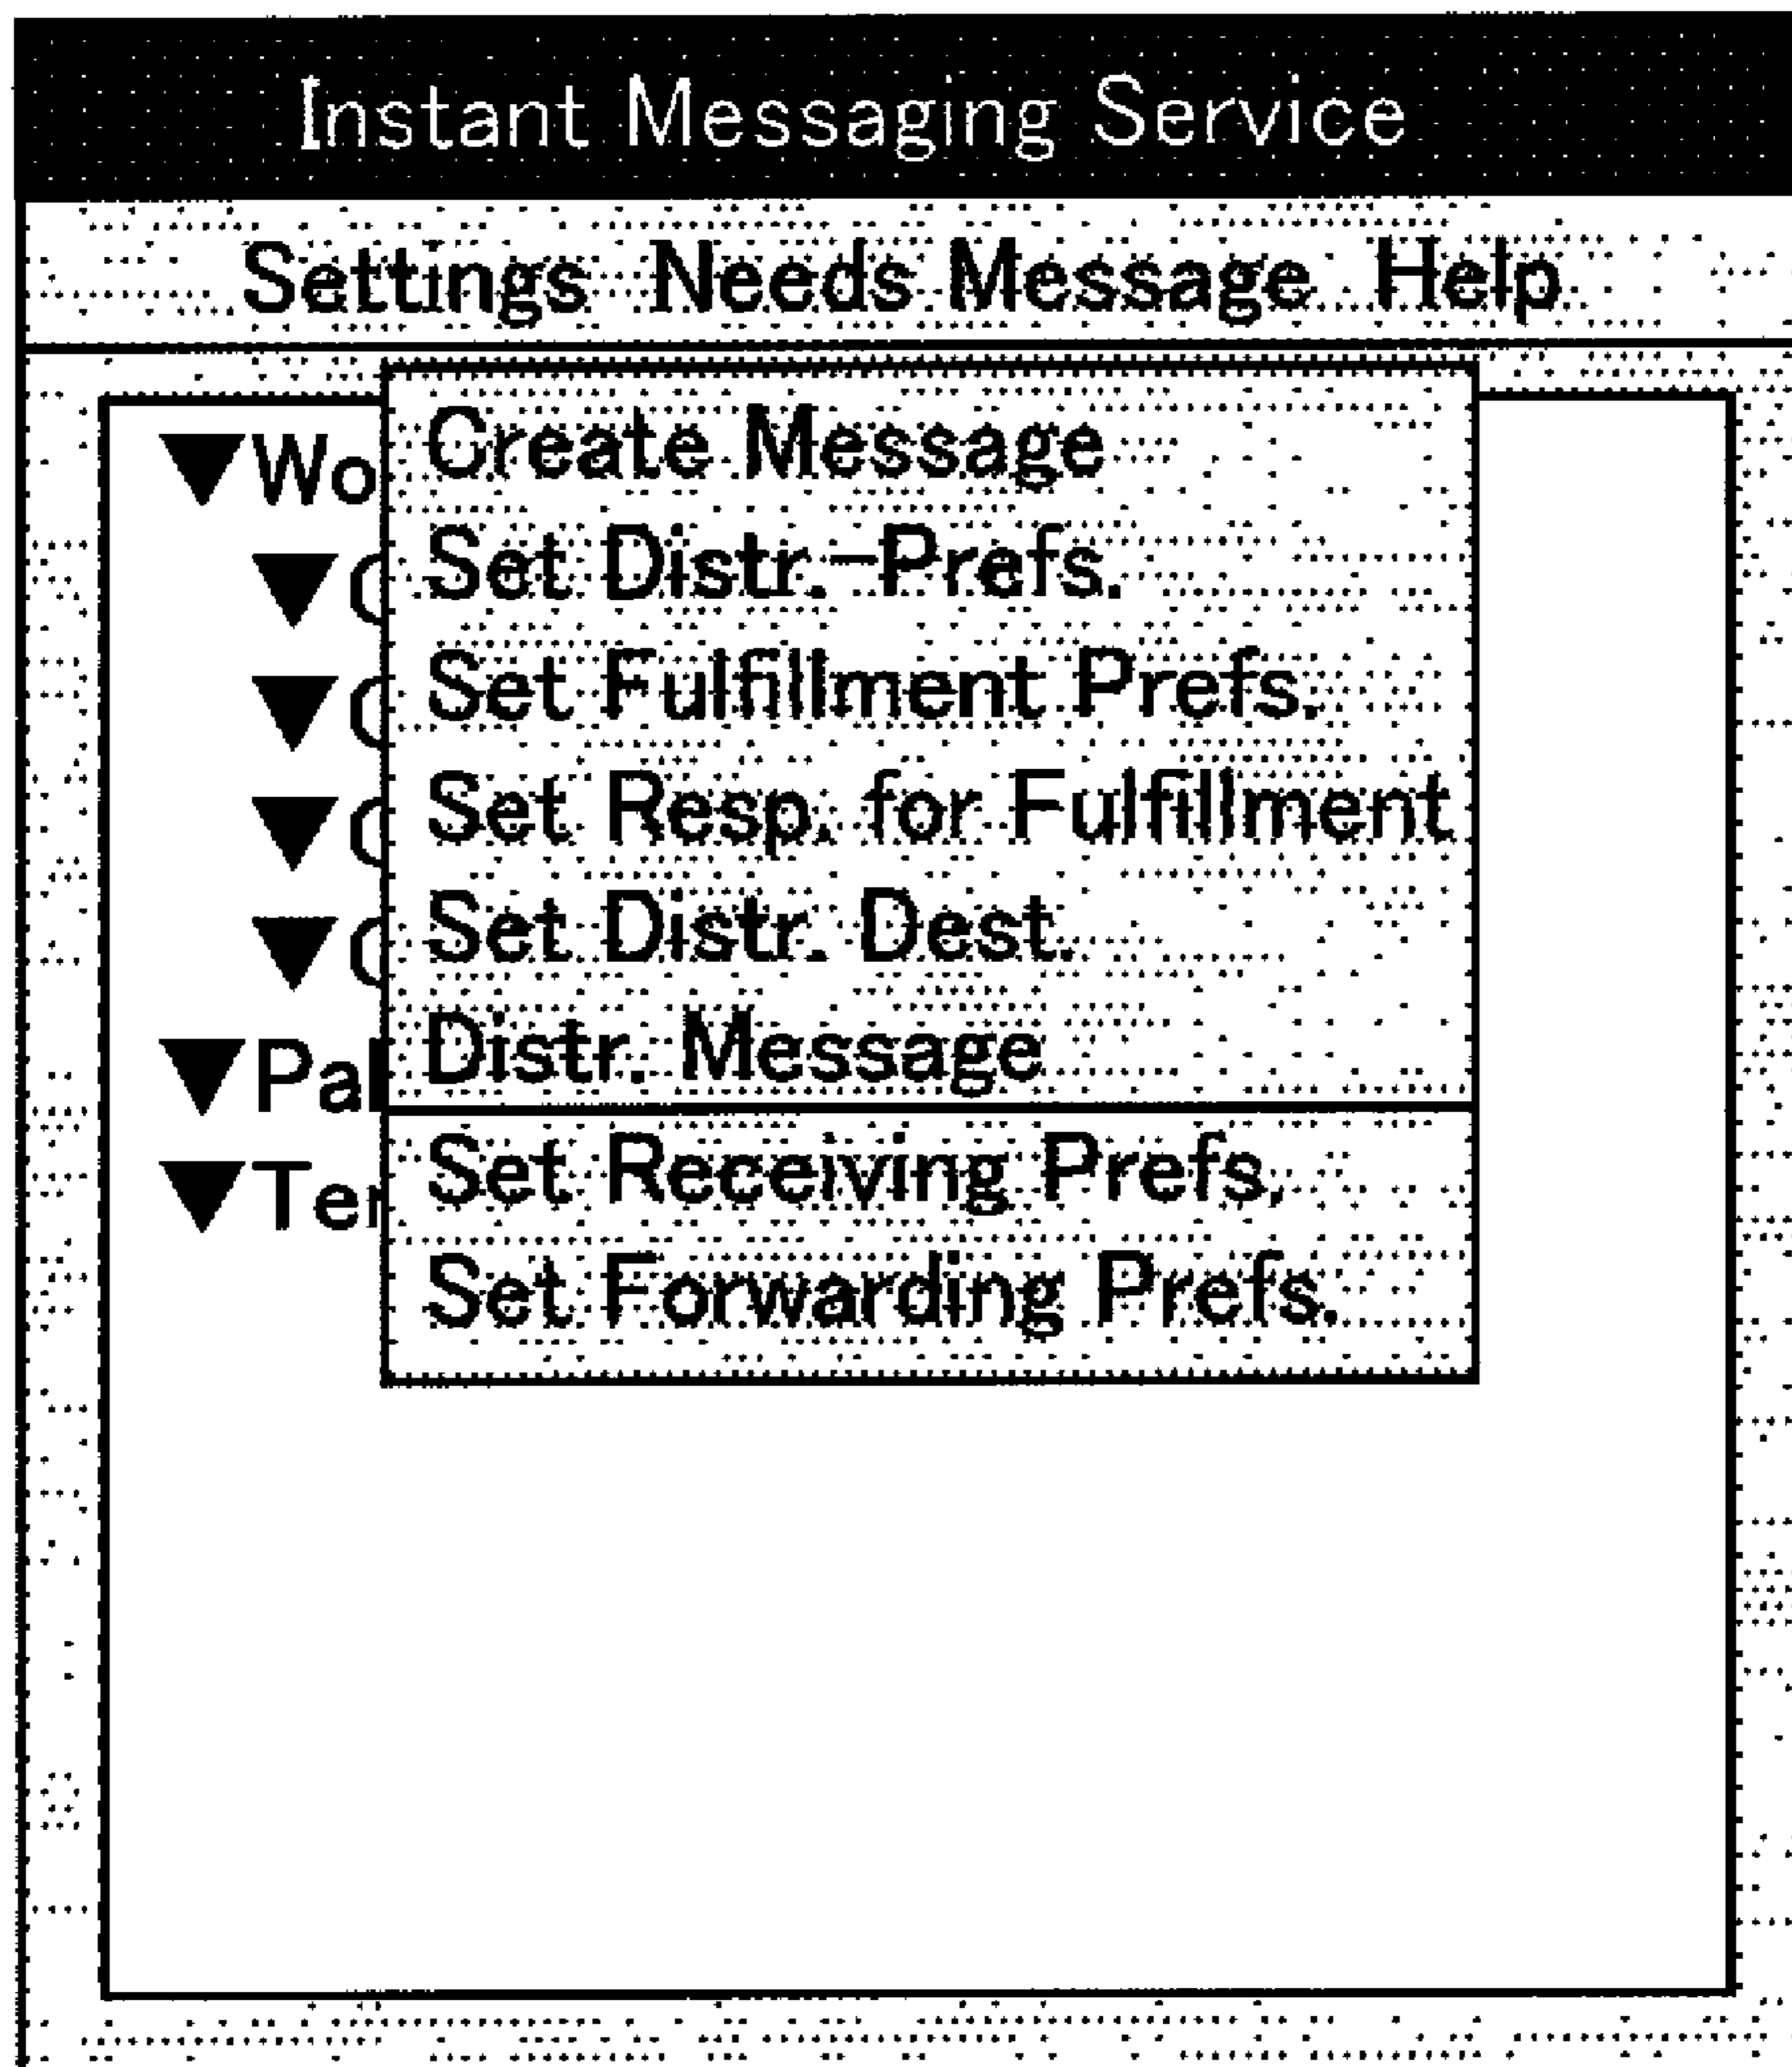 Instant Messaging Service
Settings Needs Message Help
Create Message
Set Distr.-Prefs.
Set Fulfillment Prefs.
Set Resp. for Fulfillment
Set Distr. Dest.
Distr. Message
Set Receiving Prefs.
Set Forwarding Prefs.